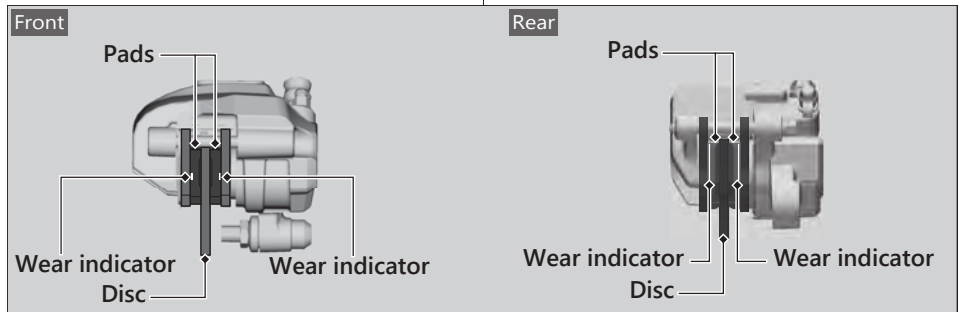 Front
Pads
Wear indicator
Wear indicator
Disc
Rear
Pads
Wear indicator
Wear indicator
Disc